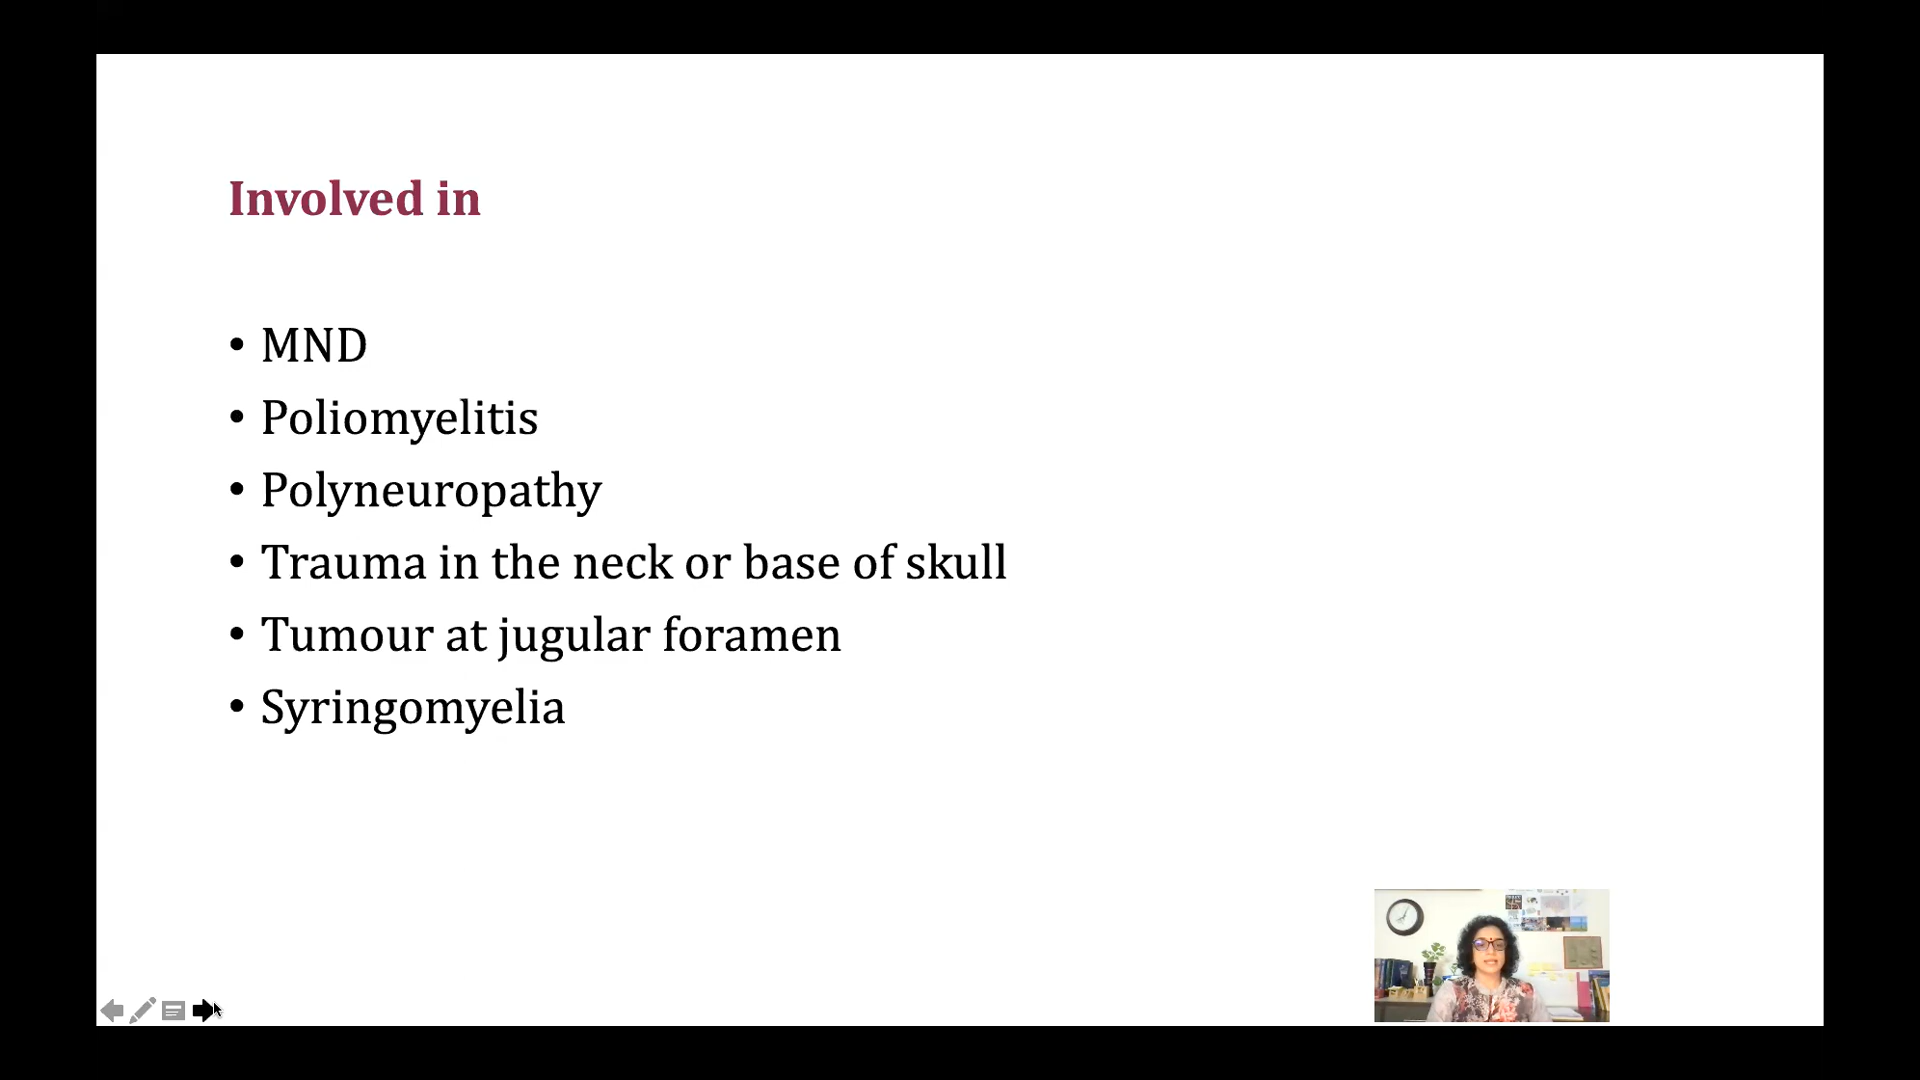 Involved in
• MND
• Poliomyelitis
• Polyneuropathy
• Trauma in the neck or base of skull
• Tumour at jugular foramen
• Syringomyelia